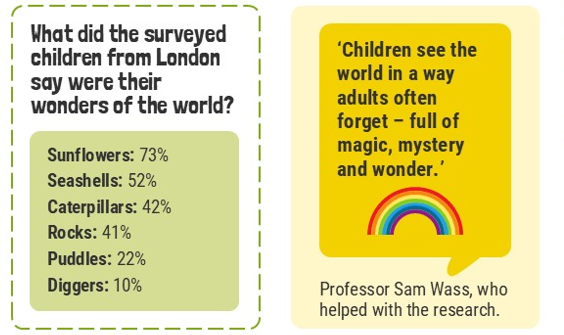 What did the surveyed
children from London
say were their
wonders of the world?
Sunflowers: 73%
Seashells: 52%
Caterpillars: 42%
Rocks: 41%
Puddles: 22%
Diggers: 10%
‘Children see the
world in a way
adults often
forget – full of
magic, mystery
and wonder.’
Professor Sam Wass, who
helped with the research.